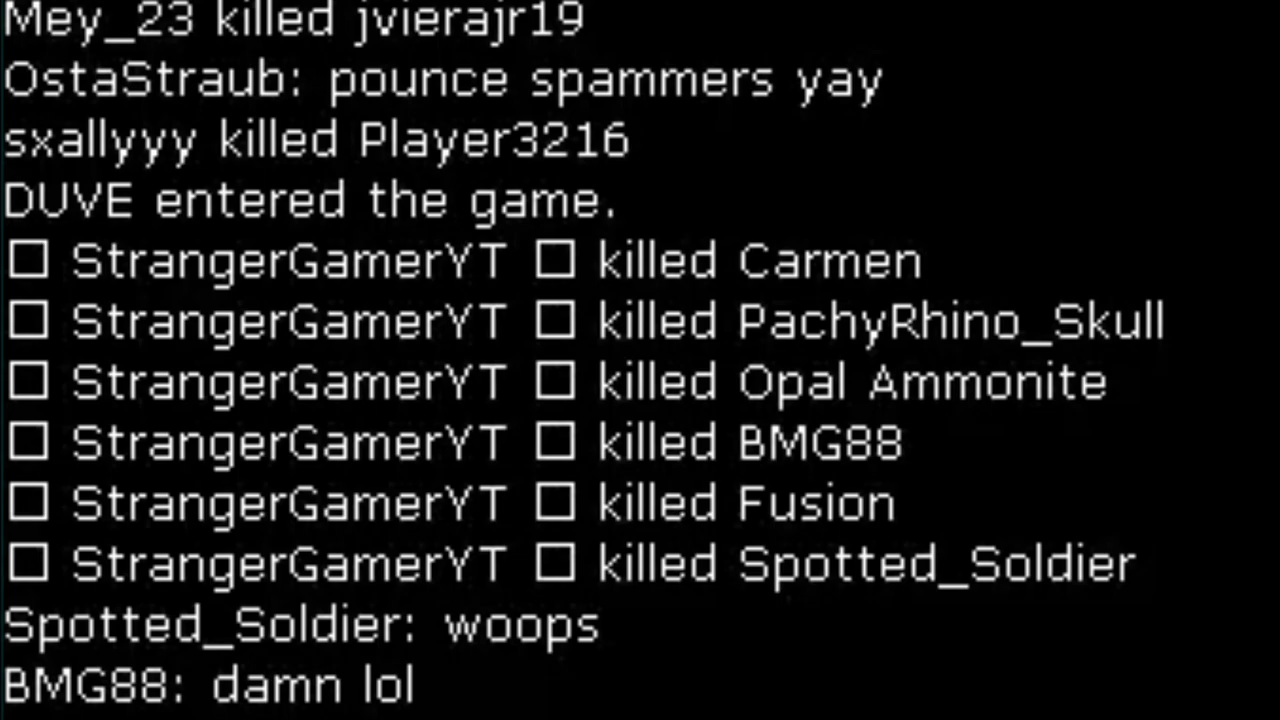 Mey_23 killed jvierajr19
OstaStraub: pounce spammers yay
sxallyyy killed Player3216
DUVE entered the game.
□ StrangerGamerYT □ killed Carmen
□ StrangerGamerYT □ killed PachyRhino_Skull
□ StrangerGamerYT □ killed Opal Ammonite
□ StrangerGamerYT □ killed BMG88
□ StrangerGamerYT □ killed Fusion
□ StrangerGamerYT □ killed Spotted_Soldier
Spotted_Soldier: woops
BMG88: damn lol